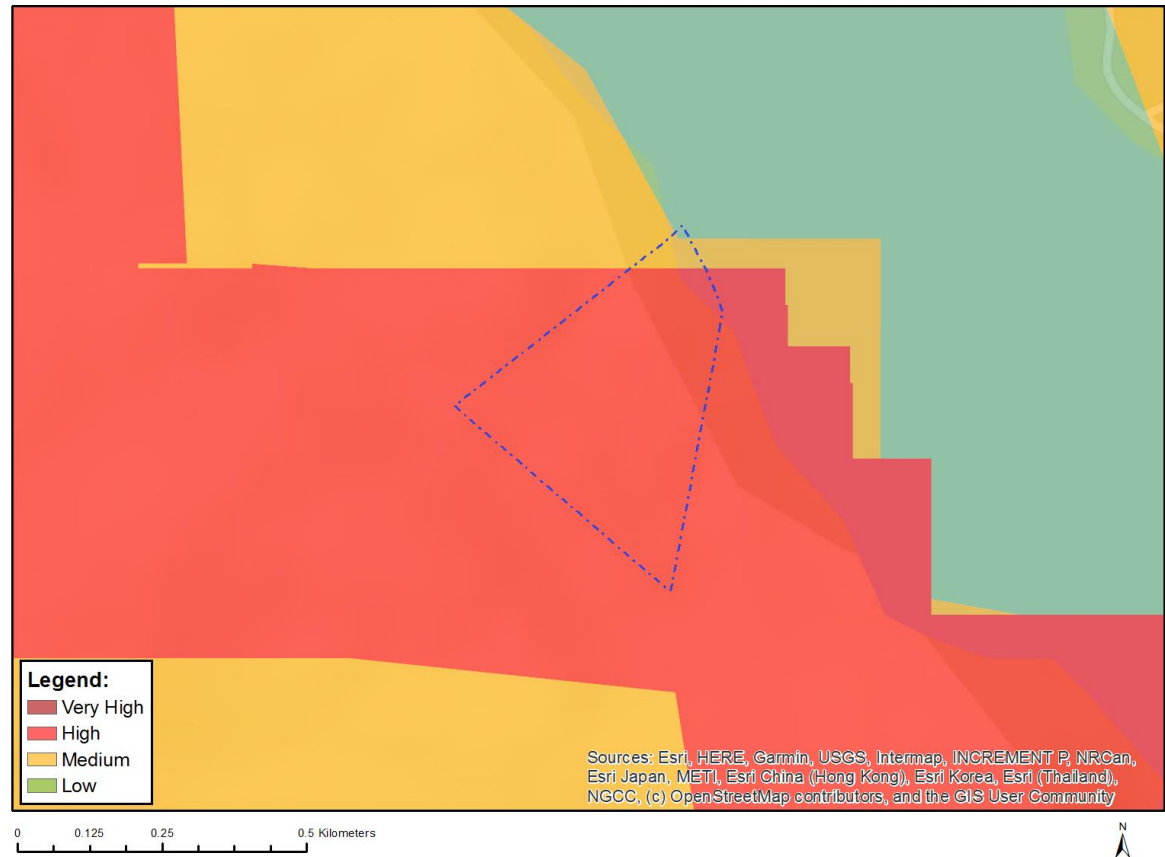 Legend:
Very High
High
Medium
Low
Sources: Esri, HERE, Garmin, USGS, Intermap, INCREMENT P, NRCan,
Esri Japan, METI, Esri China (Hong Kong), Esri Korea, Esri (Thailand),
NGCC, (c) OpenStreetMap contributors, and the GIS User Community
0 0.125 0.25 0.5 Kilometers
N